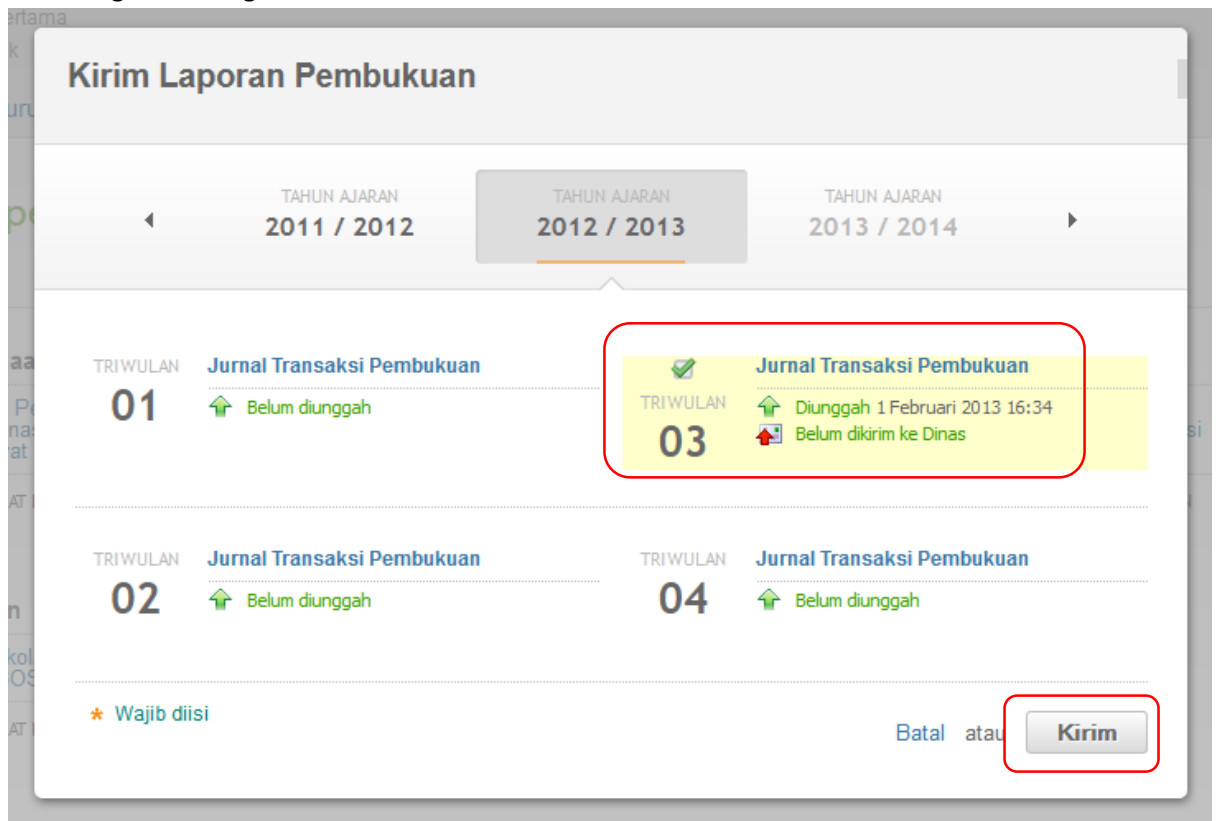 Kirim Laporan Pembukuan
TAHUN AJARAN
2011 / 2012
TAHUN AJARAN
2012 / 2013
TAHUN AJARAN
2013 / 2014
TRIWULAN
01
Jurnal Transaksi Pembukuan
Belum diunggah
TRIWULAN
03
Jurnal Transaksi Pembukuan
Diunggah 1 Februari 2013 16:34
Belum dikirim ke Dinas
TRIWULAN
02
Jurnal Transaksi Pembukuan
Belum diunggah
TRIWULAN
04
Jurnal Transaksi Pembukuan
Belum diunggah
* Wajib diisi
Batal atau Kirim